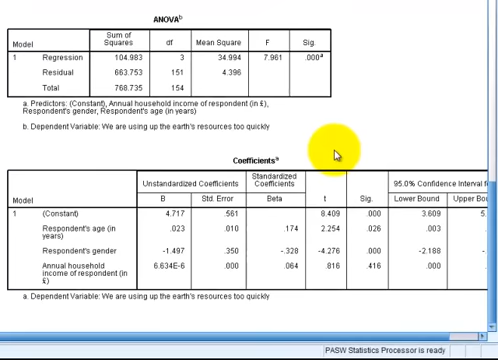 ANOVAb
Model Sum of Squares df Mean Square F Sig.
1 Regression 104.983 3 34.994 7.961 .000a
Residual 663.753 151 4.396
Total 768.735 154
a. Predictors: (Constant), Annual household income of respondent (in £),
Respondent's gender, Respondent's age (in years)
b. Dependent Variable: We are using up the earth's resources too quickly
Coefficientsa
Unstandardized Coefficients Standardized Coefficients 95.0% Confidence Interval f
Model B Std. Error Beta t Sig. Lower Bound Upper Bou
1 (Constant) 4.717 .561 8.409 .000 3.609 5.
Respondent's age (in years) .023 .010 .174 2.254 .026 .003
Respondent's gender -1.497 .350 -.328 -4.276 .000 -2.188 -
Annual household income of respondent (in £) 6.634E-6 .000 .064 .816 .416 .000
a. Dependent Variable: We are using up the earth's resources too quickly
PASW Statistics Processor is ready